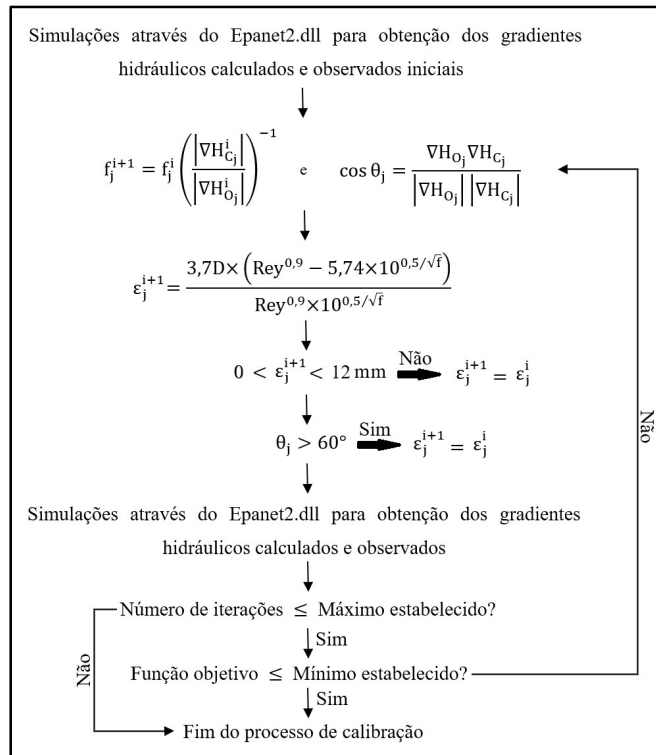 Simulações através do Epanet2.dll para obtenção dos gradientes
hidráulicos calculados e observados iniciais
f_j^{i+1} = f_j^i (|∇H_{C_j}^i| / |∇H_{O_j}^i|)^{-1} e cos θ_j = ∇H_{O_j} ∇H_{C_j} / |∇H_{O_j}| |∇H_{C_j}|
ε_j^{i+1} = 3,7D × (Rey^{0,9} − 5,74×10^{0,5/√f}) / Rey^{0,9}×10^{0,5/√f}
0 < ε_j^{i+1} < 12 mm Não ε_j^{i+1} = ε_j^i
θ_j > 60° Sim ε_j^{i+1} = ε_j^i
Não
Simulações através do Epanet2.dll para obtenção dos gradientes
hidráulicos calculados e observados
Número de iterações ≤ Máximo estabelecido?
Sim
Não
Função objetivo ≤ Mínimo estabelecido?
Sim
Fim do processo de calibração